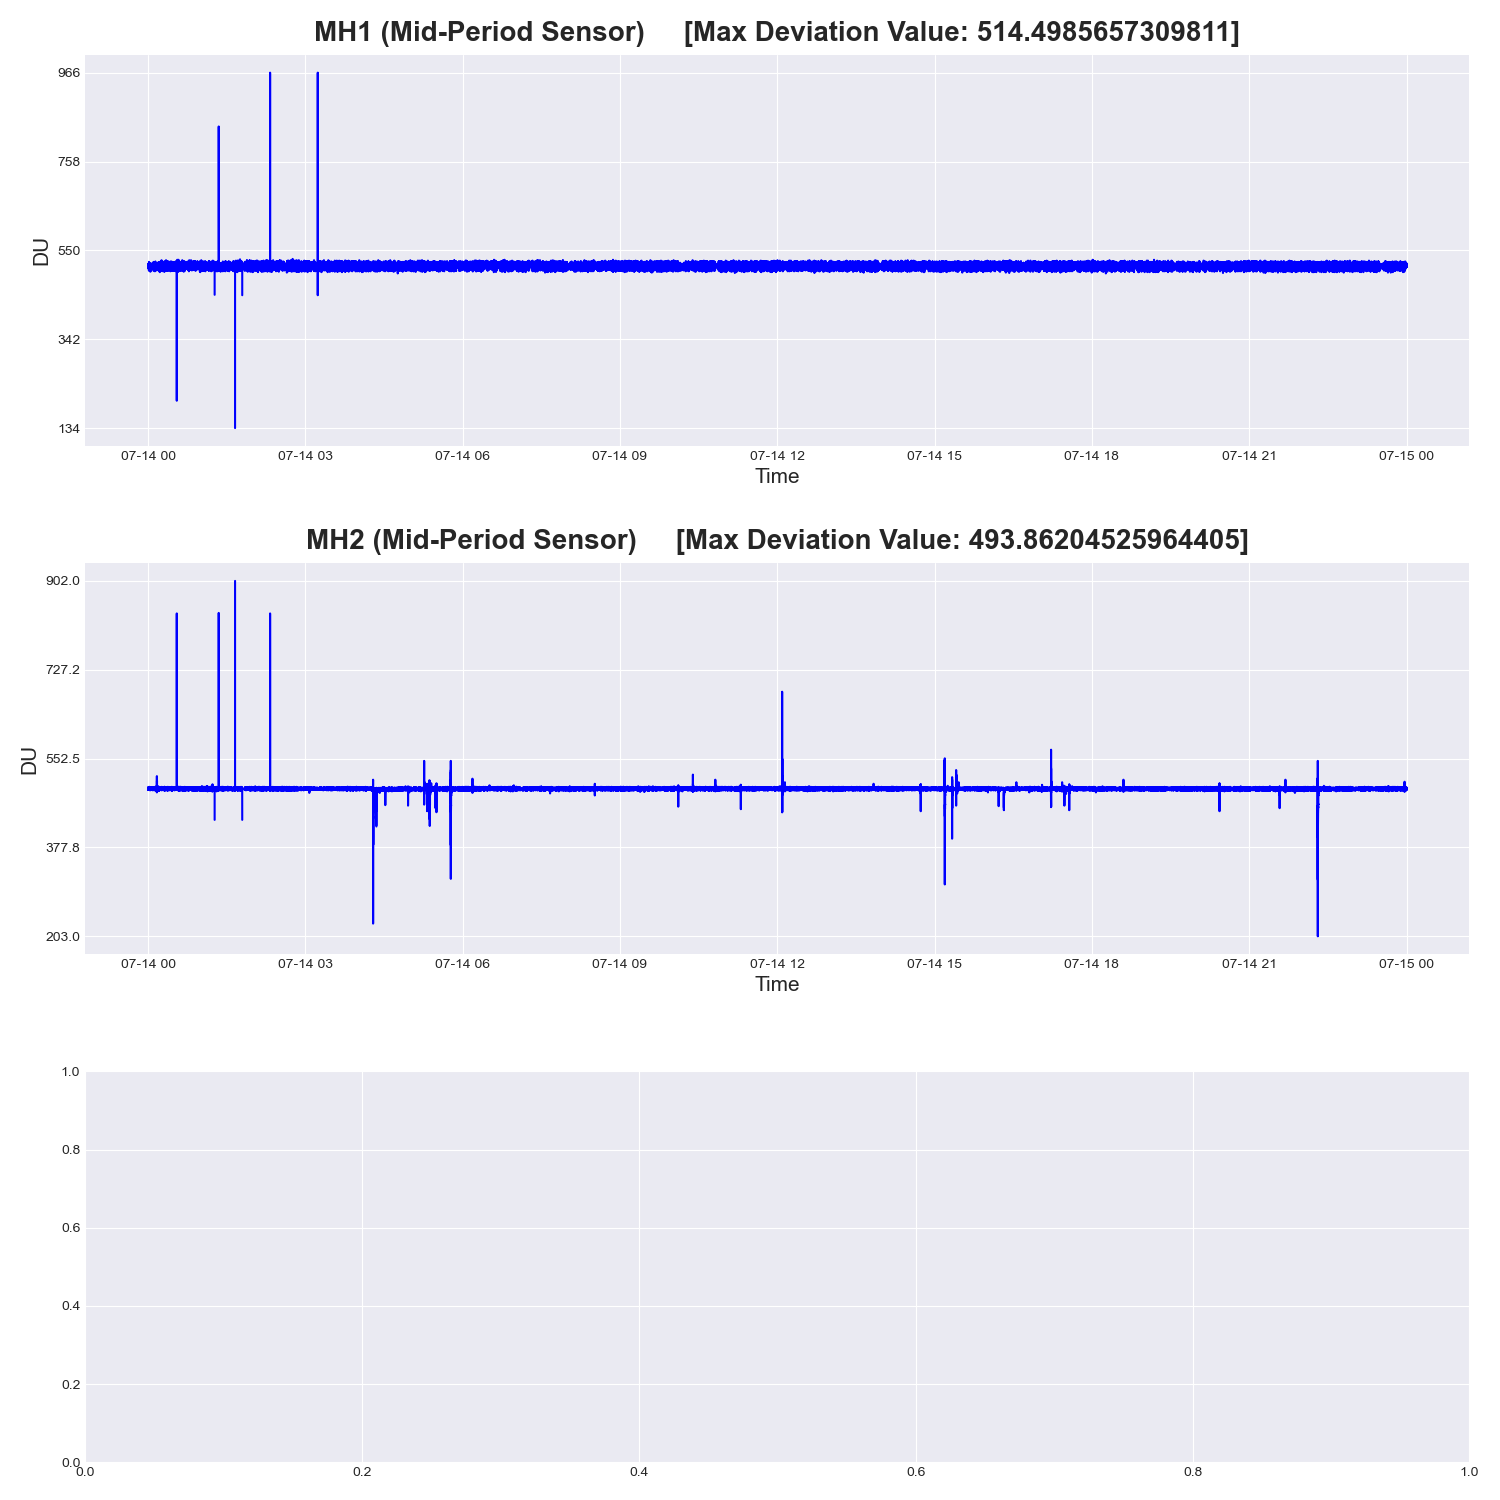 MH1 (Mid-Period Sensor) [Max Deviation Value: 514.4985657309811]
966
758
550
342
134
DU
07-14 00 07-14 03 07-14 06 07-14 09 07-14 12 07-14 15 07-14 18 07-14 21 07-15 00
Time
MH2 (Mid-Period Sensor) [Max Deviation Value: 493.86204525964405]
902.0
727.2
552.5
377.8
203.0
DU
07-14 00 07-14 03 07-14 06 07-14 09 07-14 12 07-14 15 07-14 18 07-14 21 07-15 00
Time
1.0
0.8
0.6
0.4
0.2
0.0
0.0 0.2 0.4 0.6 0.8 1.0